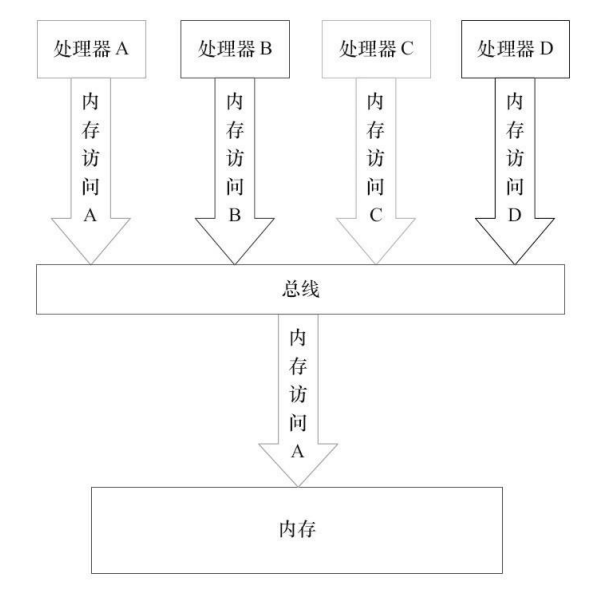 处理器 A
处理器 B
处理器 C
处理器 D
内存访问 A
内存访问 B
内存访问 C
内存访问 D
总线
内存访问 A
内存